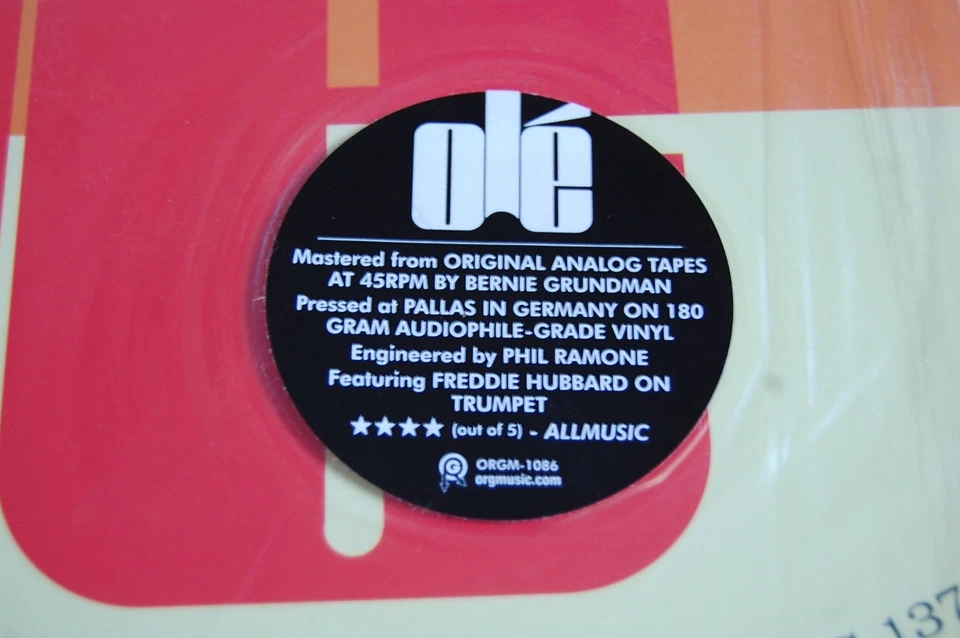 olé
Mastered from ORIGINAL ANALOG TAPES
AT 45RPM BY BERNIE GRUNDMAN
Pressed at PALLAS IN GERMANY ON 180
GRAM AUDIOPHILE-GRADE VINYL
Engineered by PHIL RAMONE
Featuring FREDDIE HUBBARD ON
TRUMPET
★★★★ (out of 5) - ALLMUSIC
ORGM-1086
orgmusic.com
137